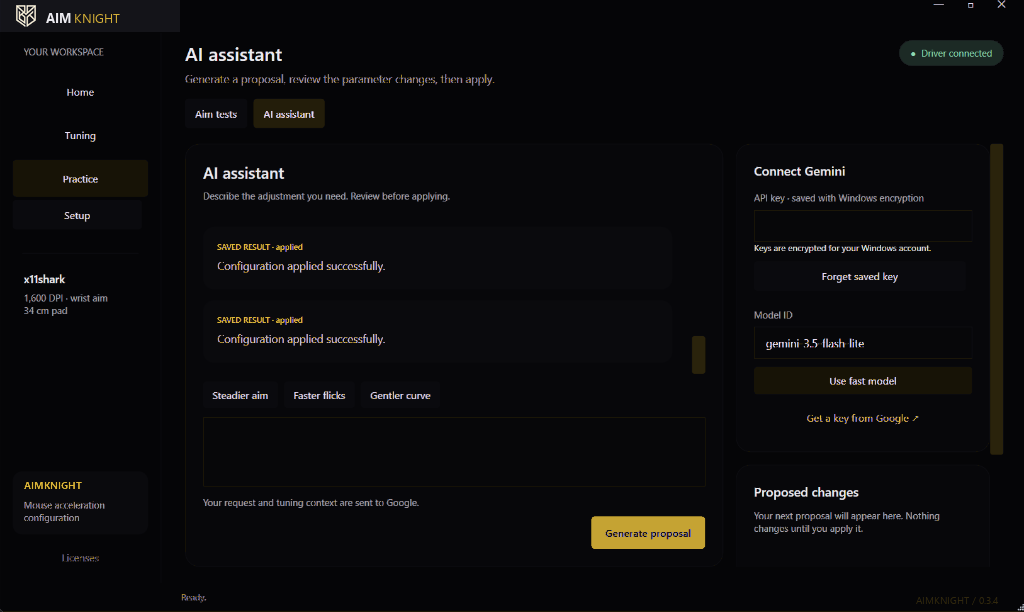 AIM KNIGHT
YOUR WORKSPACE
Home
Tuning
Practice
Setup
x11shark
1,600 DPI · wrist aim
34 cm pad
AIMKNIGHT
Mouse acceleration
configuration
Licenses
AI assistant
Generate a proposal, review the parameter changes, then apply.
Driver connected
Aim tests
AI assistant
AI assistant
Describe the adjustment you need. Review before applying.
SAVED RESULT · applied
Configuration applied successfully.
SAVED RESULT · applied
Configuration applied successfully.
Steadier aim
Faster flicks
Gentler curve
Your request and tuning context are sent to Google.
Generate proposal
Connect Gemini
API key · saved with Windows encryption
Keys are encrypted for your Windows account.
Forget saved key
Model ID
gemini-3.5-flash-lite
Use fast model
Get a key from Google ↗
Proposed changes
Your next proposal will appear here. Nothing
changes until you apply it.
Ready.
AIMKNIGHT / 0.3.4